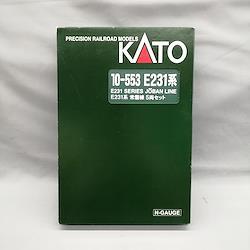 PRECISION RAILROAD MODELS
KATO
10-553 E231系
E231 SERIES JŌBAN LINE
E231系 常磐線 5両セット
N-GAUGE